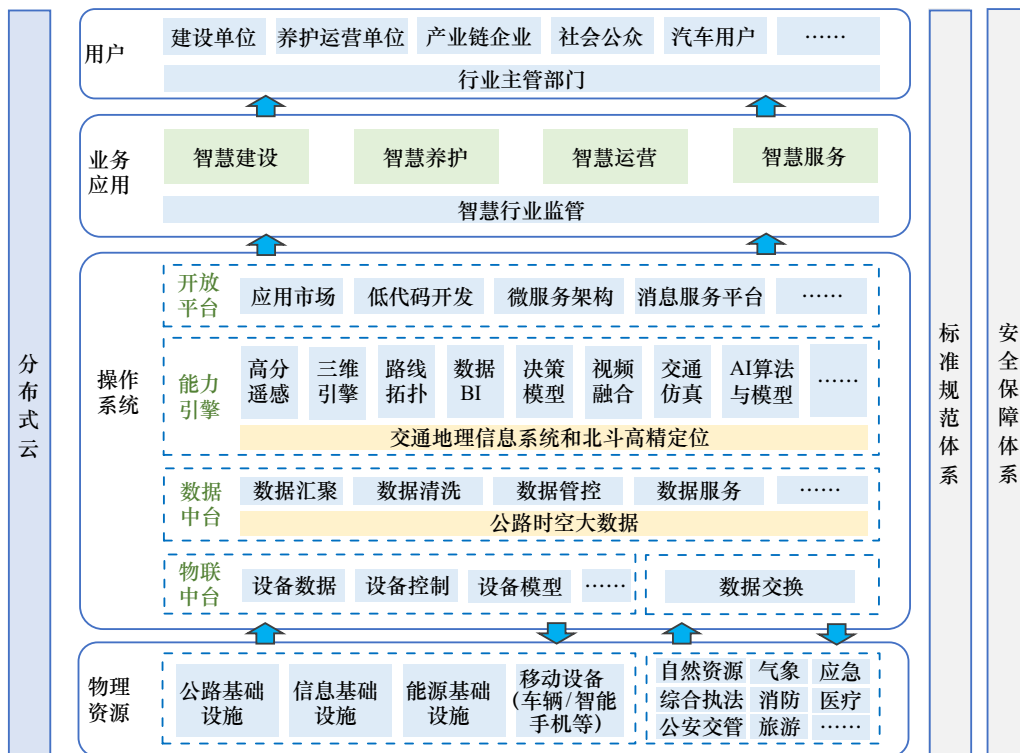 分布式云
用户
建设单位 养护运营单位 产业链企业 社会公众 汽车用户 ……
行业主管部门
业务
应用
智慧建设 智慧养护 智慧运营 智慧服务
智慧行业监管
操作
系统
开放
平台
应用市场 低代码开发 微服务架构 消息服务平台 ……
能力
引擎
高分
遥感
三维
引擎
路线
拓扑
数据
BI
决策
模型
视频
融合
交通
仿真
AI算法
与模型
……
交通地理信息系统和北斗高精定位
数据
中台
数据汇聚 数据清洗 数据管控 数据服务 ……
公路时空大数据
物联
中台
设备数据 设备控制 设备模型 ……
数据交换
物理
资源
公路基础
设施
信息基础
设施
能源基础
设施
移动设备
(车辆/智能
手机等)
自然资源 气象 应急
综合执法 消防 医疗
公安交管 旅游 ……
标准规范体系
安全保障体系